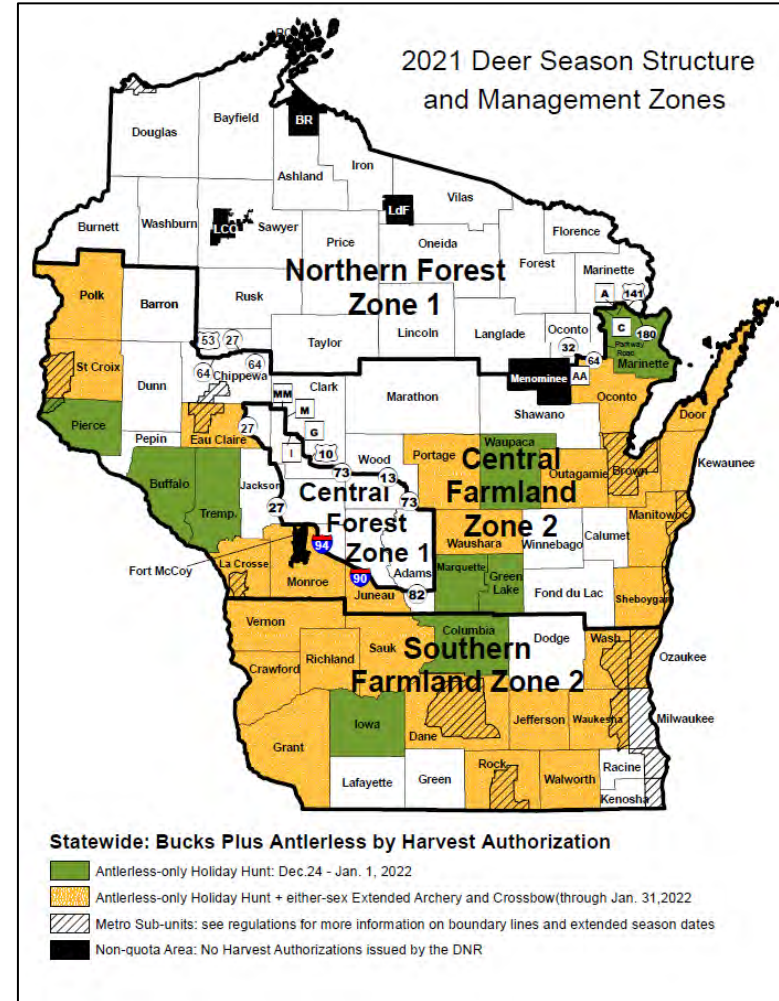 2021 Deer Season Structure
and Management Zones
Douglas
Bayfield
BR
Iron
Ashland
Vilas
LdF
Burnett
Washburn
LCO
Sawyer
Price
Oneida
Florence
Forest
Marinette
Northern Forest
Zone 1
A
141
Polk
Barron
Rusk
C
180
Parkway
Road
Marinette
53
27
Taylor
Lincoln
Langlade
Oconto
32
64
St Croix
64
64
Chippewa
Clark
Menominee
AA
Dunn
MM
Marathon
Oconto
M
Shawano
Door
Pierce
27
G
Pepin
Eau Claire
I
10
Wood
Portage
Waupaca
Brown
Kewaunee
73
13
Central
Farmland
Zone 2
Outagamie
Buffalo
Jackson
Central
Forest
Zone 1
73
Manitowoc
Tremp.
27
Waushara
Winnebago
Calumet
94
Fort McCoy
La Crosse
Monroe
90
Adams
Marquette
Green
Lake
Juneau
82
Fond du Lac
Sheboygan
Vernon
Columbia
Dodge
Wash.
Sauk
Southern
Farmland Zone 2
Ozaukee
Crawford
Richland
Iowa
Dane
Jefferson
Waukesha
Milwaukee
Grant
Rock
Walworth
Racine
Lafayette
Green
Kenosha
Statewide: Bucks Plus Antlerless by Harvest Authorization
Antlerless-only Holiday Hunt: Dec.24 - Jan. 1, 2022
Antlerless-only Holiday Hunt + either-sex Extended Archery and Crossbow(through Jan. 31,2022
Metro Sub-units: see regulations for more information on boundary lines and extended season dates
Non-quota Area: No Harvest Authorizations issued by the DNR